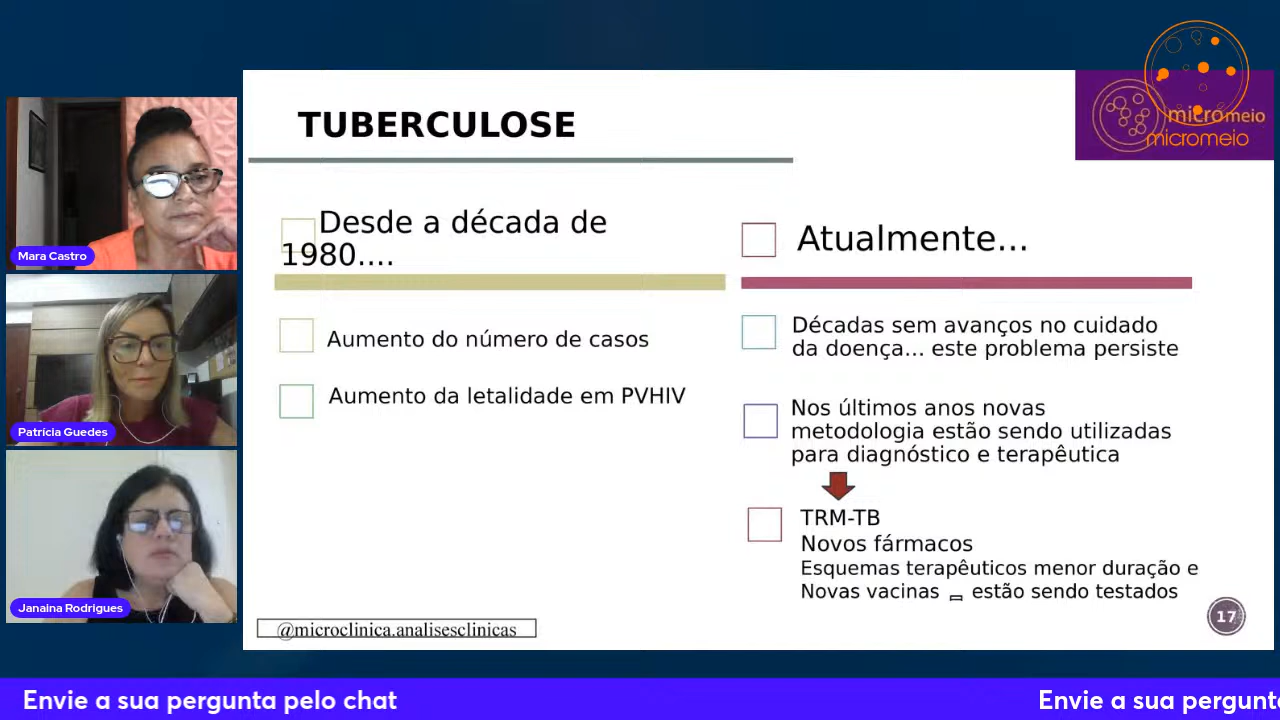 TUBERCULOSE
micromeio
micromeio
Desde a década de
1980....
Aumento do número de casos
Aumento da letalidade em PVHIV
Atualmente...
Décadas sem avanços no cuidado
da doença... este problema persiste
Nos últimos anos novas
metodologia estão sendo utilizadas
para diagnóstico e terapêutica
TRM-TB
Novos fármacos
Esquemas terapêuticos menor duração e
Novas vacinas estão sendo testados
@microclinica.analisesclinicas
17
Mara Castro
Patrícia Guedes
Janaina Rodrigues
Envie a sua pergunta pelo chat
Envie a sua pergunt